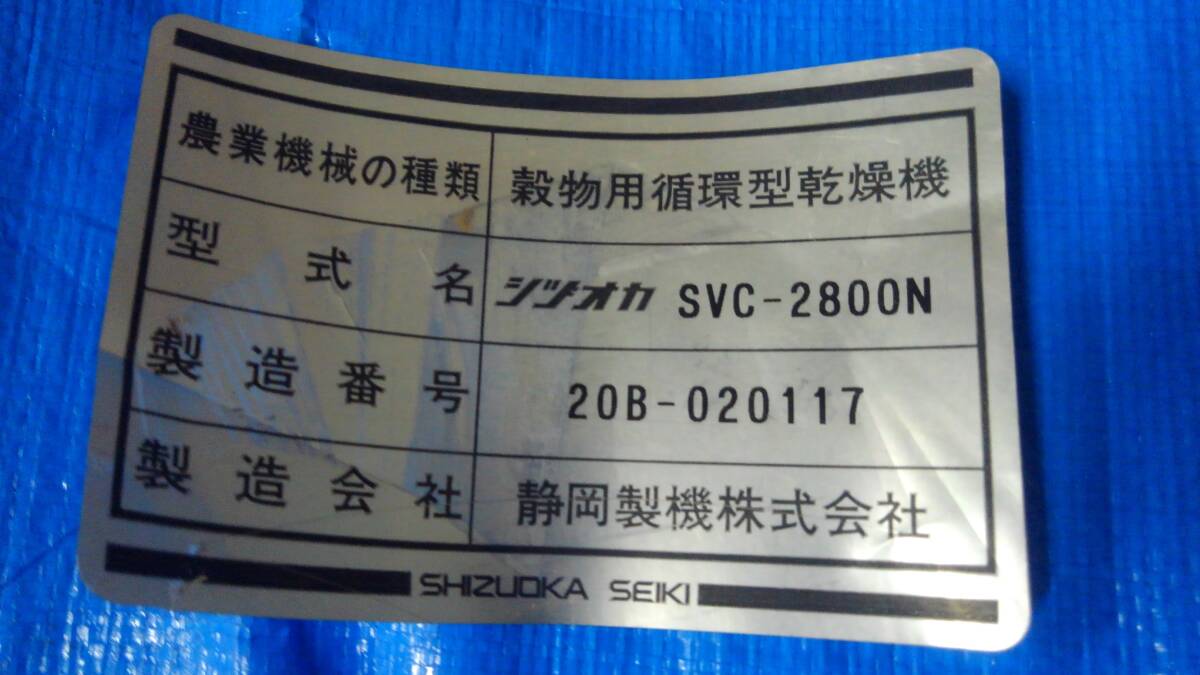 農業機械の種類 穀物用循環型乾燥機
型式名 シヅオカ SVC-2800N
製造番号 20B-020117
製造会社 静岡製機株式会社
SHIZUOKA SEIKI